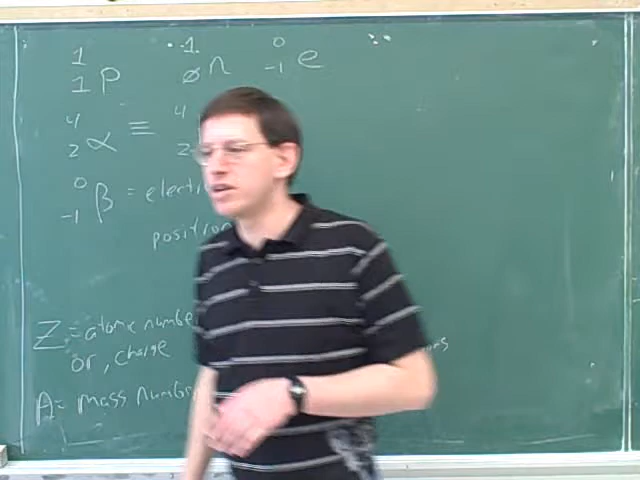 1 1 p 1 0 n 0 -1 e
4 2 α ≡ 4 2
0 -1 β = electr
positron
Z = atomic numbe
or, charge
A = mass numbe